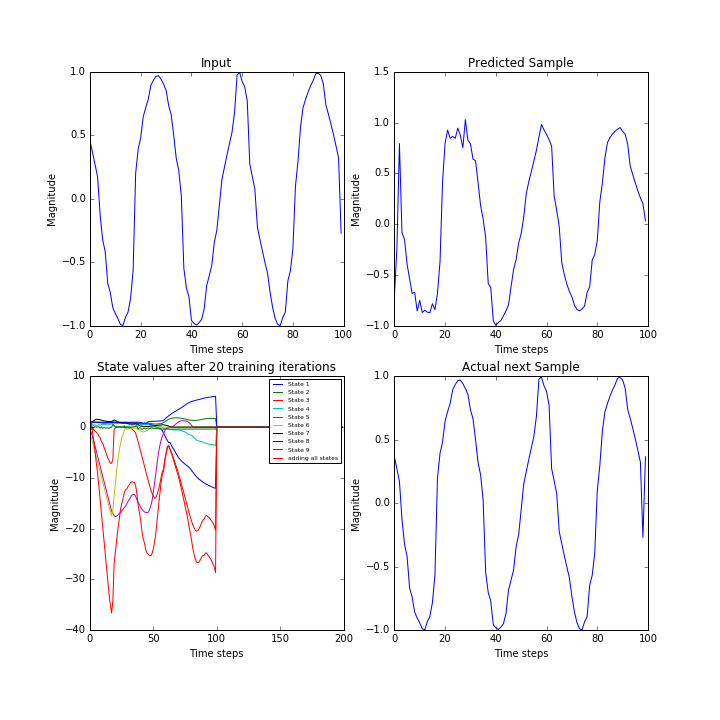 Input
1.0
0.5
0.0
−0.5
−1.0
Magnitude
0 20 40 60 80 100
Time steps
Predicted Sample
1.5
1.0
0.5
0.0
−0.5
−1.0
Magnitude
0 20 40 60 80 100
Time steps
State values after 20 training iterations
10
0
−10
−20
−30
−40
Magnitude
0 50 100 150 200
Time steps
State 1
State 2
State 3
State 4
State 5
State 6
State 7
State 8
State 9
adding all states
Actual next Sample
1.0
0.5
0.0
−0.5
−1.0
Magnitude
0 20 40 60 80 100
Time steps